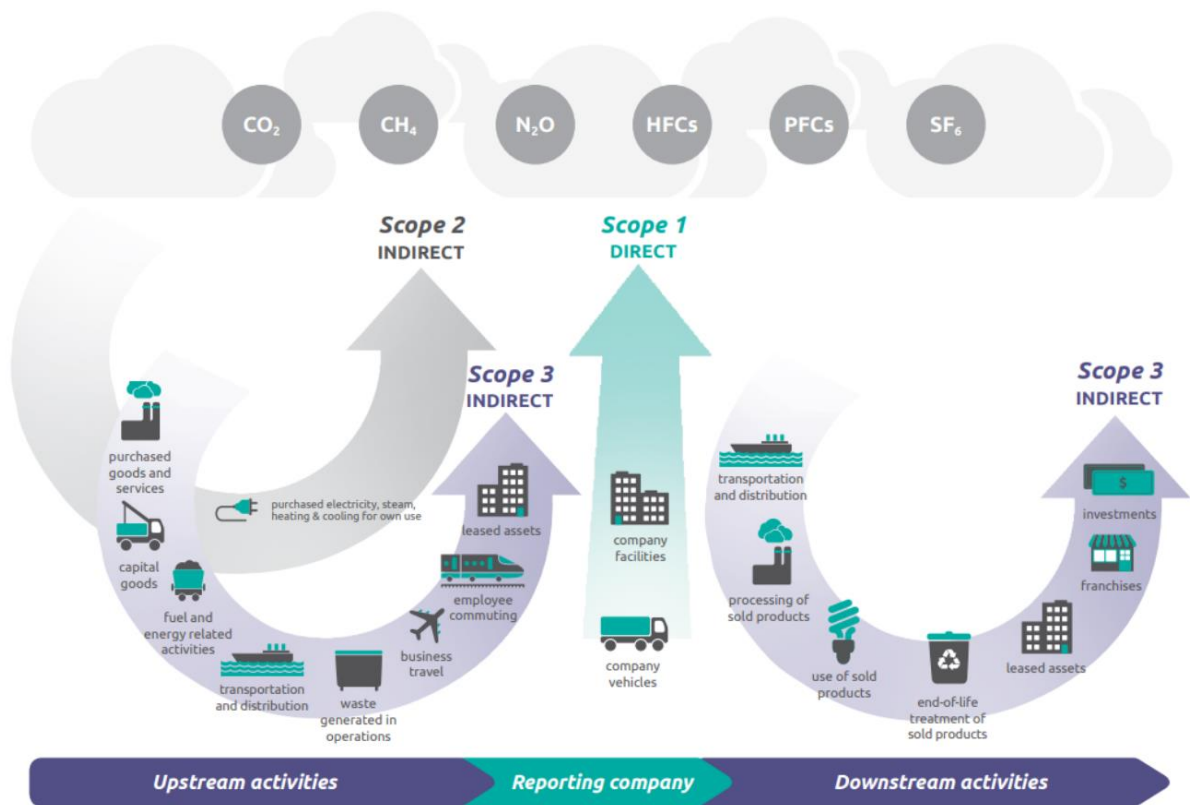 CO₂
CH₄
N₂O
HFCs
PFCs
SF₆
Scope 2
INDIRECT
Scope 1
DIRECT
Scope 3
INDIRECT
Scope 3
INDIRECT
purchased
goods and
services
capital
goods
fuel and
energy related
activities
purchased electricity, steam,
heating & cooling for own use
transportation
and distribution
waste
generated in
operations
business
travel
employee
commuting
leased assets
company
facilities
company
vehicles
transportation
and distribution
processing of
sold products
use of sold
products
end-of-life
treatment of
sold products
leased assets
franchises
$
investments
Upstream activities
Reporting company
Downstream activities